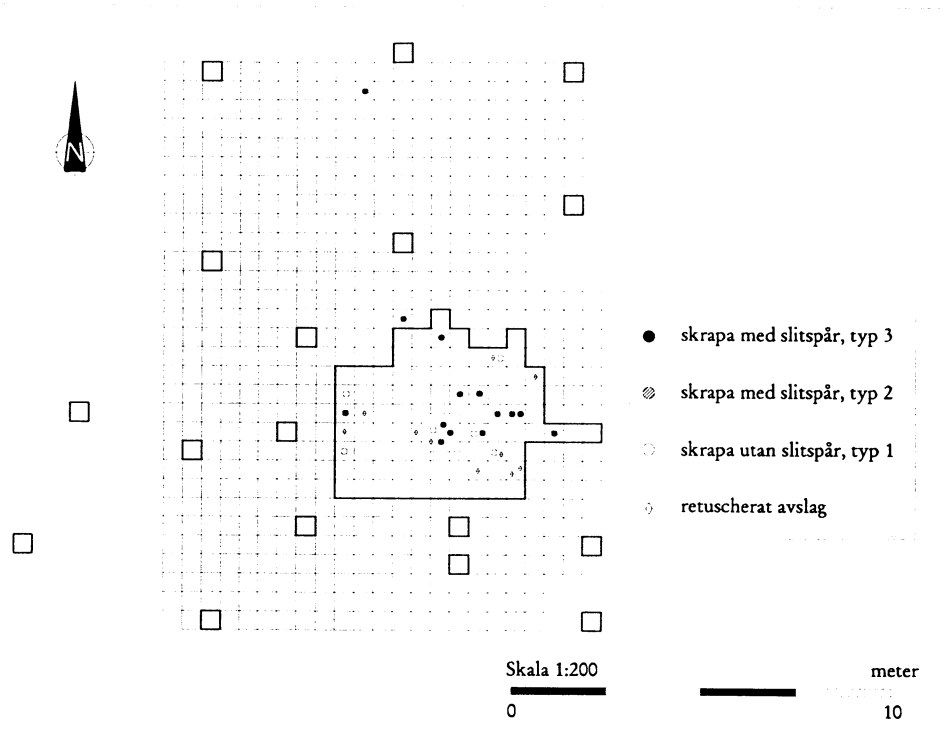 N
skrapa med slitspår, typ 3
skrapa med slitspår, typ 2
skrapa utan slitspår, typ 1
retuscherat avslag
Skala 1:200
meter
0
10